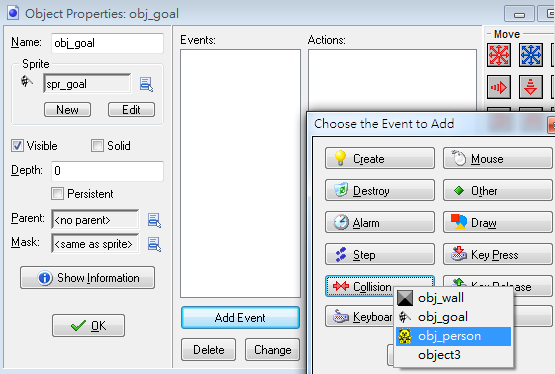 Object Properties: obj_goal
Name: obj_goal
Sprite
spr_goal
New Edit
Visible Solid
Depth: 0
Persistent
Parent: <no parent>
Mask: <same as sprite>
Show Information
OK
Events:
Add Event
Delete Change
Actions:
Move
Choose the Event to Add
Create Mouse
Destroy Other
Alarm Draw
Step Key Press
Collision Key Release
Keyboard
obj_wall
obj_goal
obj_person
object3